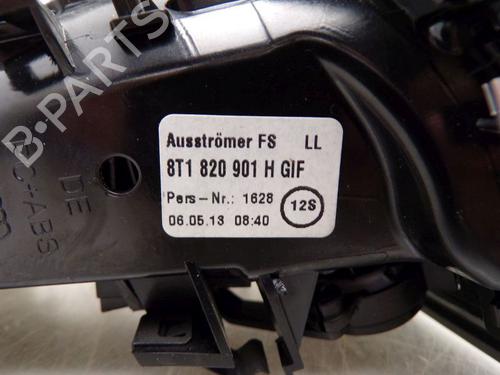 B-PARTS
Ausströmer FS LL
8T1 820 901 H GIF
Pers-Nr.: 1628
06.05.13 08:40 12S
DE
C+ABS